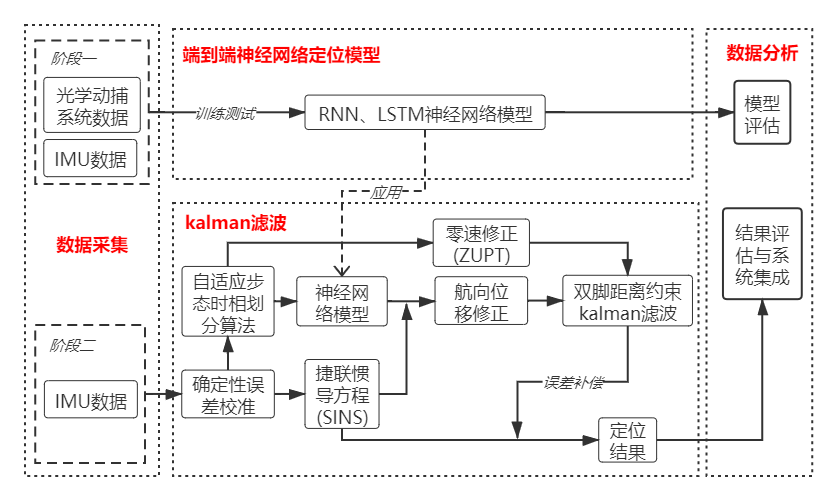 阶段一
光学动捕
系统数据
IMU数据
数据采集
阶段二
IMU数据
端到端神经网络定位模型
训练测试
RNN、LSTM神经网络模型
应用
kalman滤波
零速修正
(ZUPT)
自适应步
态时相划
分算法
神经网
络模型
航向位
移修正
双脚距离约束
kalman滤波
确定性误
差校准
捷联惯
导方程
(SINS)
误差补偿
定位
结果
数据分析
模型
评估
结果评
估与系
统集成